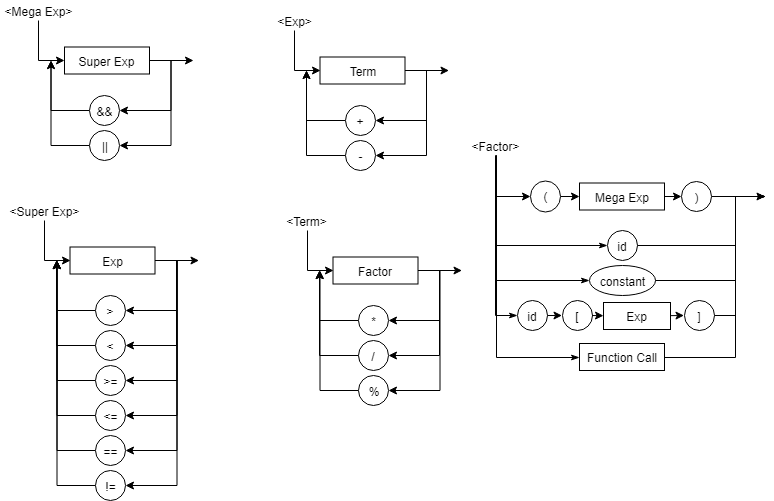 <Mega Exp>
Super Exp
&&
||
<Exp>
Term
+
-
<Super Exp>
Exp
>
<
>=
<=
==
!=
<Term>
Factor
*
/
%
<Factor>
( Mega Exp )
id
constant
id [ Exp ]
Function Call